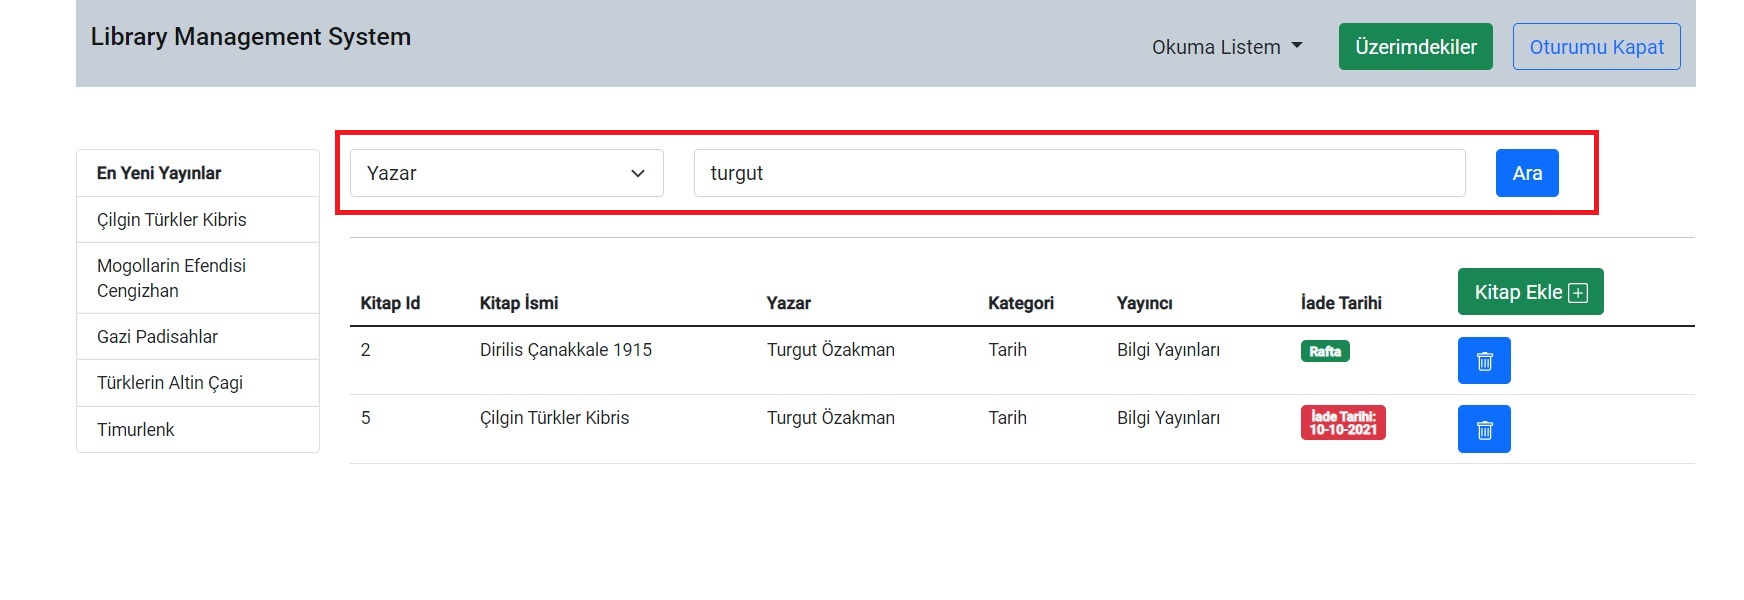 Library Management System
Okuma Listem
Üzerimdekiler
Oturumu Kapat
En Yeni Yayınlar
Çilgin Türkler Kibris
Mogollarin Efendisi
Cengizhan
Gazi Padisahlar
Türklerin Altin Çagi
Timurlenk
Yazar
turgut
Ara
Kitap Id Kitap İsmi Yazar Kategori Yayıncı İade Tarihi Kitap Ekle
2 Dirilis Çanakkale 1915 Turgut Özakman Tarih Bilgi Yayınları Rafta
5 Çilgin Türkler Kibris Turgut Özakman Tarih Bilgi Yayınları İade Tarihi:
10-10-2021